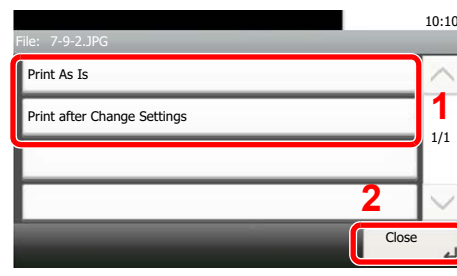 10:10
File: 7-9-2.JPG
Print As Is
1
Print after Change Settings
1/1
2
Close